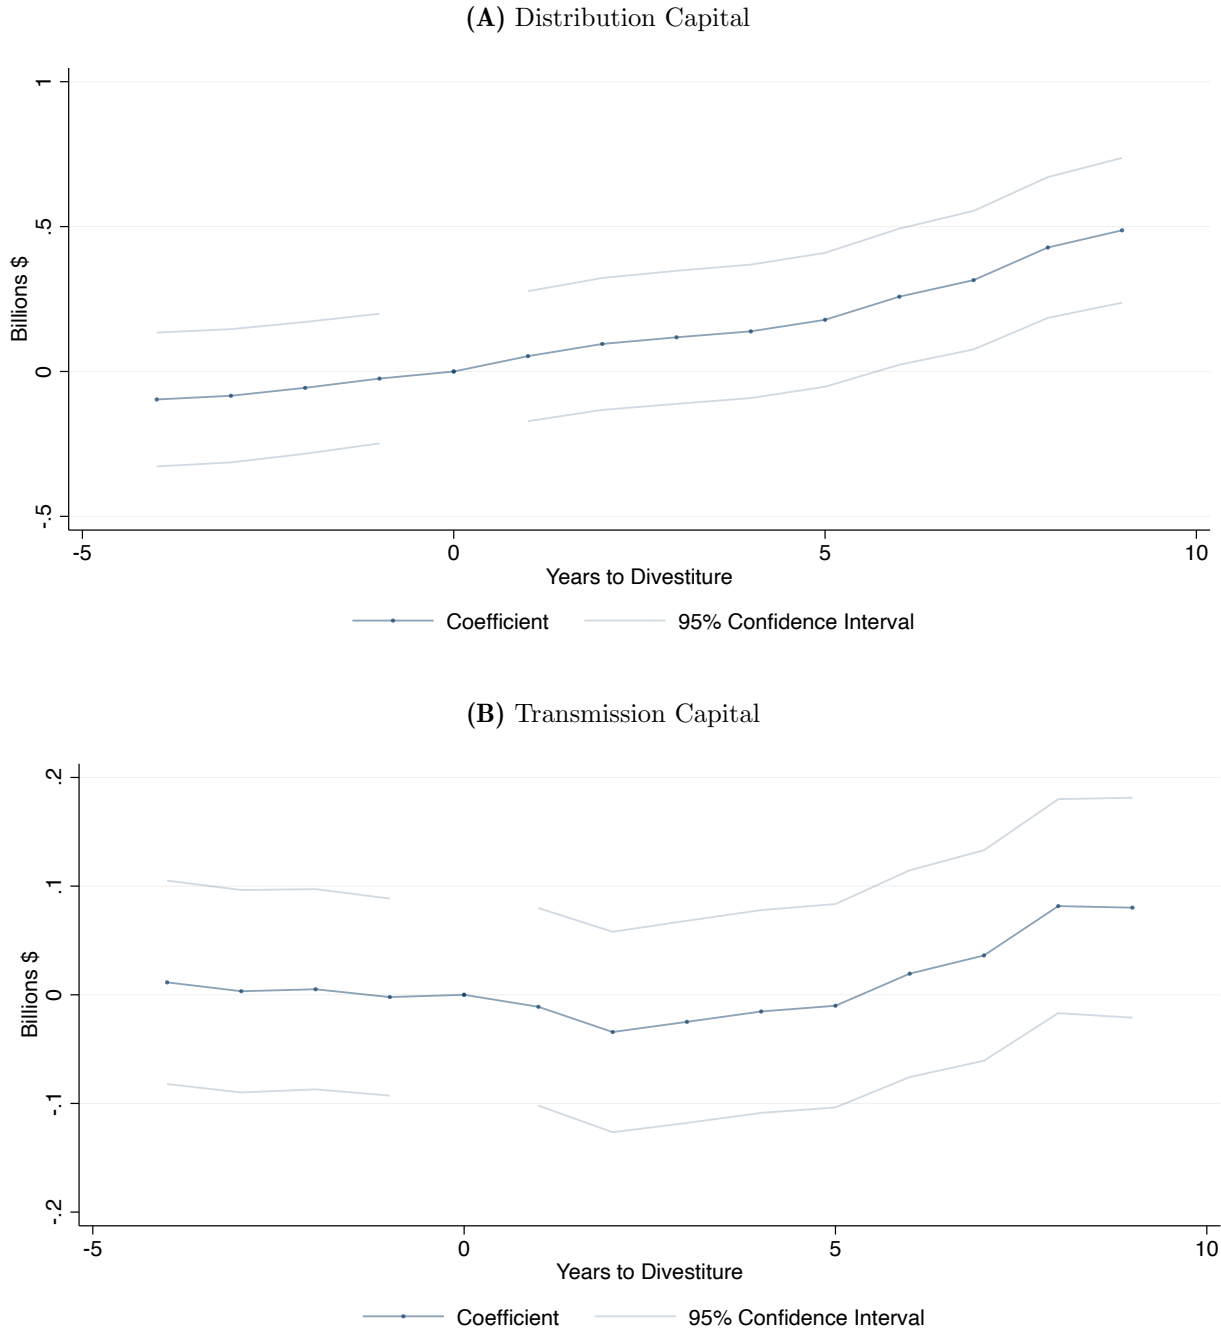 (A) Distribution Capital
1
.5
0
-.5
Billions $
-5 0 5 10
Years to Divestiture
Coefficient 95% Confidence Interval
(B) Transmission Capital
.2
.1
0
-.1
-.2
Billions $
-5 0 5 10
Years to Divestiture
Coefficient 95% Confidence Interval